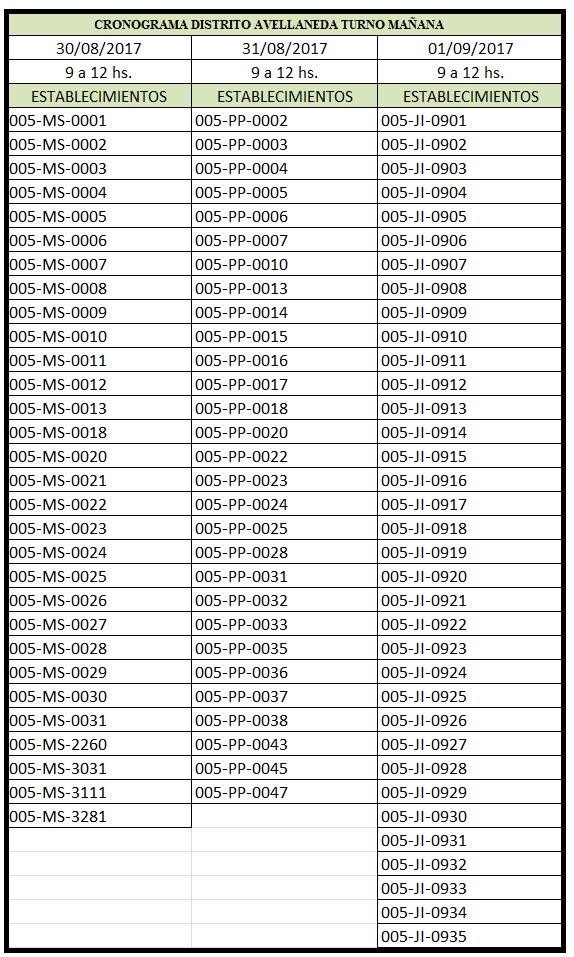 CRONOGRAMA DISTRITO AVELLANEDA TURNO MAÑANA
30/08/2017 31/08/2017 01/09/2017
9 a 12 hs. 9 a 12 hs. 9 a 12 hs.
ESTABLECIMIENTOS ESTABLECIMIENTOS ESTABLECIMIENTOS
005-MS-0001 005-PP-0002 005-JI-0901
005-MS-0002 005-PP-0003 005-JI-0902
005-MS-0003 005-PP-0004 005-JI-0903
005-MS-0004 005-PP-0005 005-JI-0904
005-MS-0005 005-PP-0006 005-JI-0905
005-MS-0006 005-PP-0007 005-JI-0906
005-MS-0007 005-PP-0010 005-JI-0907
005-MS-0008 005-PP-0013 005-JI-0908
005-MS-0009 005-PP-0014 005-JI-0909
005-MS-0010 005-PP-0015 005-JI-0910
005-MS-0011 005-PP-0016 005-JI-0911
005-MS-0012 005-PP-0017 005-JI-0912
005-MS-0013 005-PP-0018 005-JI-0913
005-MS-0018 005-PP-0020 005-JI-0914
005-MS-0020 005-PP-0022 005-JI-0915
005-MS-0021 005-PP-0023 005-JI-0916
005-MS-0022 005-PP-0024 005-JI-0917
005-MS-0023 005-PP-0025 005-JI-0918
005-MS-0024 005-PP-0028 005-JI-0919
005-MS-0025 005-PP-0031 005-JI-0920
005-MS-0026 005-PP-0032 005-JI-0921
005-MS-0027 005-PP-0033 005-JI-0922
005-MS-0028 005-PP-0035 005-JI-0923
005-MS-0029 005-PP-0036 005-JI-0924
005-MS-0030 005-PP-0037 005-JI-0925
005-MS-0031 005-PP-0038 005-JI-0926
005-MS-2260 005-PP-0043 005-JI-0927
005-MS-3031 005-PP-0045 005-JI-0928
005-MS-3111 005-PP-0047 005-JI-0929
005-MS-3281 005-JI-0930
005-JI-0931
005-JI-0932
005-JI-0933
005-JI-0934
005-JI-0935